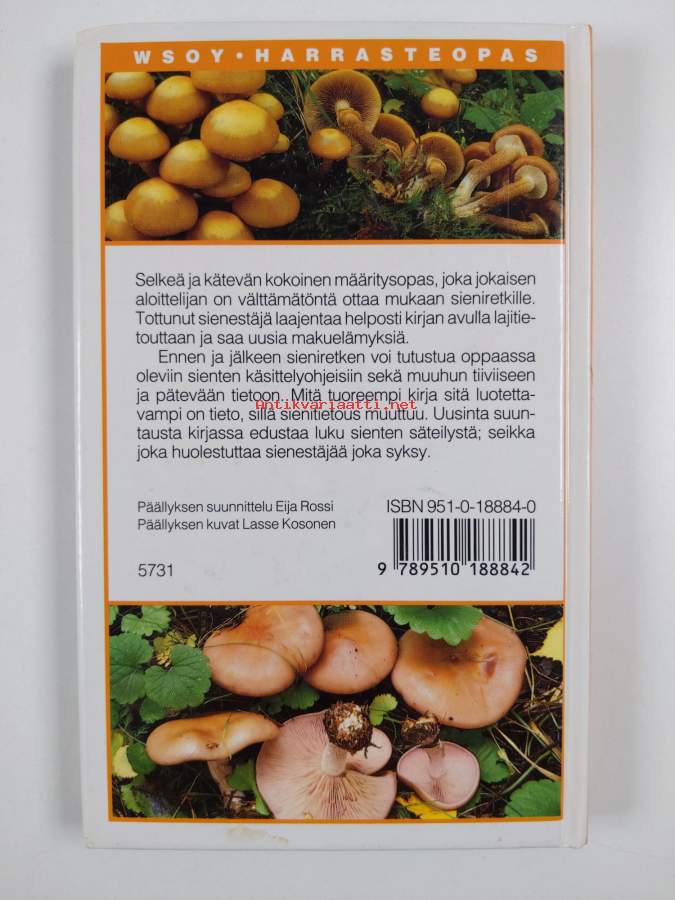 WSOY • HARRASTEOPAS
Selkeä ja kätevän kokoinen määritysopas, joka jokaisen
aloittelijan on välttämätöntä ottaa mukaan sieniretkille.
Tottunut sienestäjä laajentaa helposti kirjan avulla lajitie-
touttaan ja saa uusia makuelämyksiä.
Ennen ja jälkeen sieniretken voi tutustua oppaassa
oleviin sienten käsittelyohjeisiin sekä muuhun tiiviiseen
ja pätevään tietoon. Mitä tuoreempi kirja sitä luotetta-
Antikvariaatti.net
vampi on tieto, sillä sienitietous muuttuu. Uusinta suun-
tausta kirjassa edustaa luku sienten säteilystä; seikka
joka huolestuttaa sienestäjää joka syksy.
Päällyksen suunnittelu Eija Rossi
Päällyksen kuvat Lasse Kosonen
ISBN 951-0-18884-0
5731
9 789510 188842